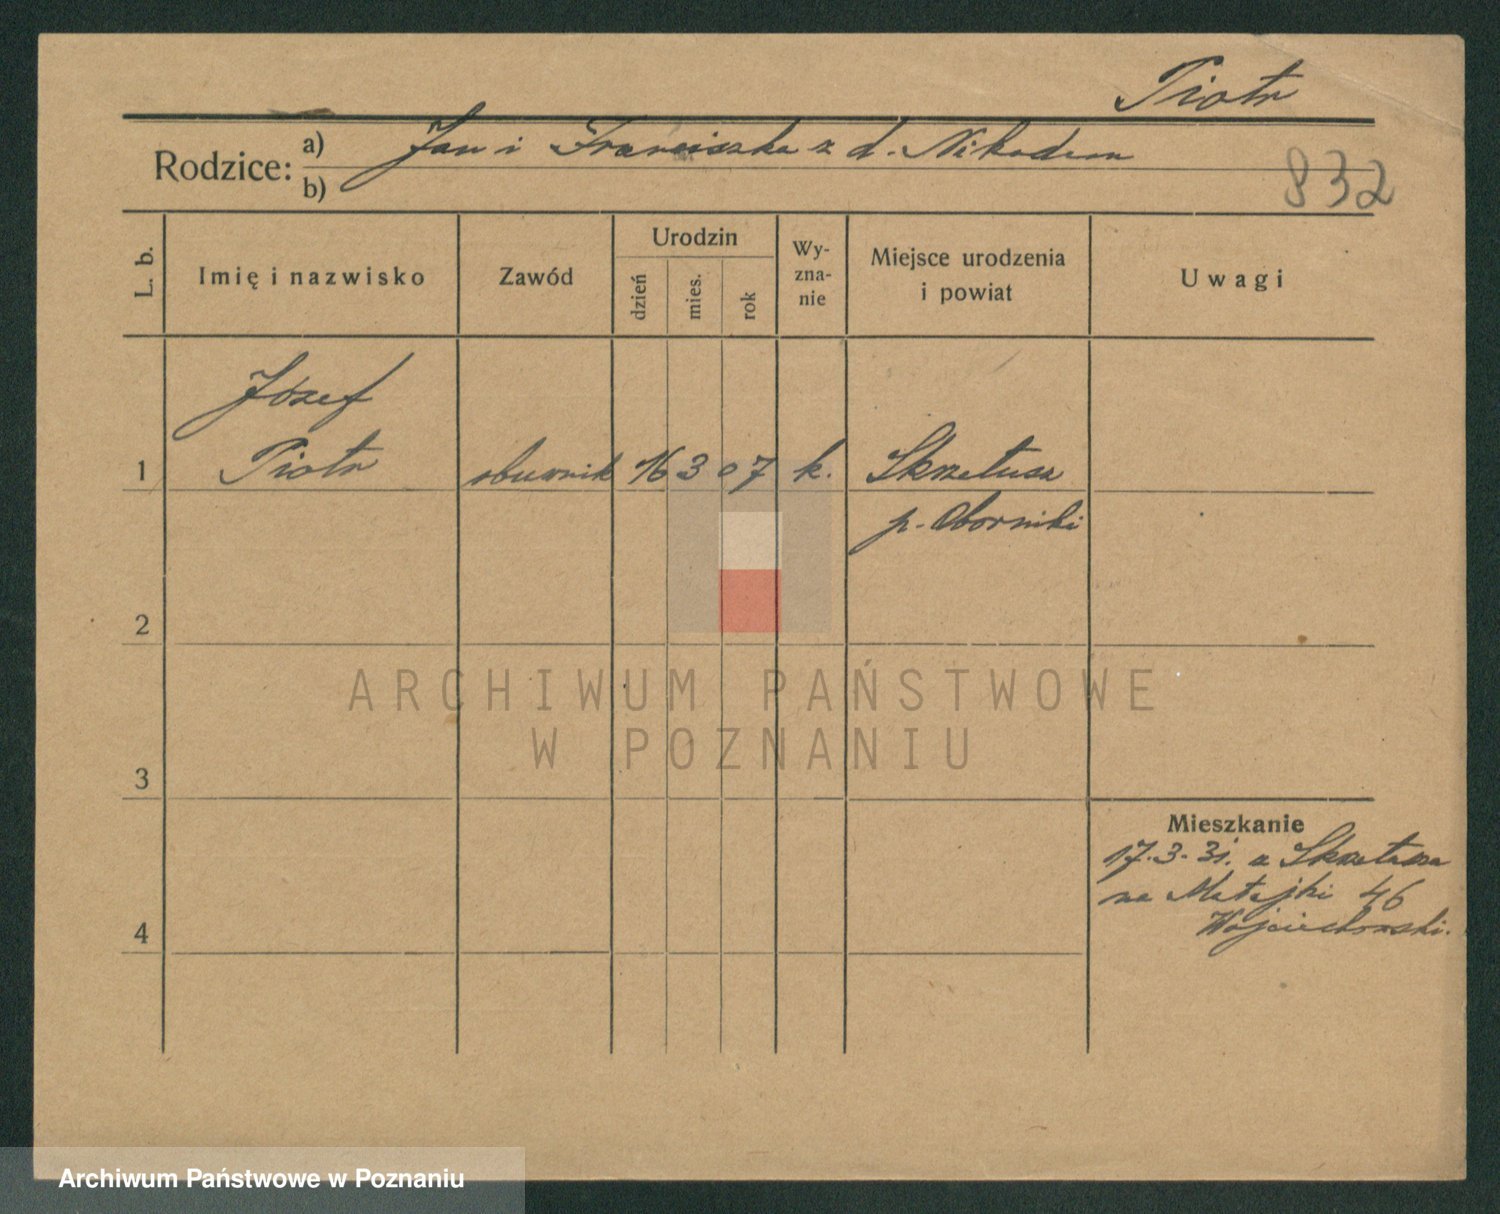 Piotr
Rodzice: a) Jan i Franciszka z d. Nikodem
b)
832
L. b.
Imię i nazwisko
Zawód
Urodzin
dzień
mies.
rok
Wy-
zna-
nie
Miejsce urodzenia
i powiat
Uwagi
Józef
1 Piotr obuwnik 16 3 07 k. Skrzetusz
p. Oborniki
2
3
4
Mieszkanie
17.3.31. z Skrzetusza
na Matejki 46
Wojciechowski.
ARCHIWUM PAŃSTWOWE
W POZNANIU
Archiwum Państwowe w Poznaniu